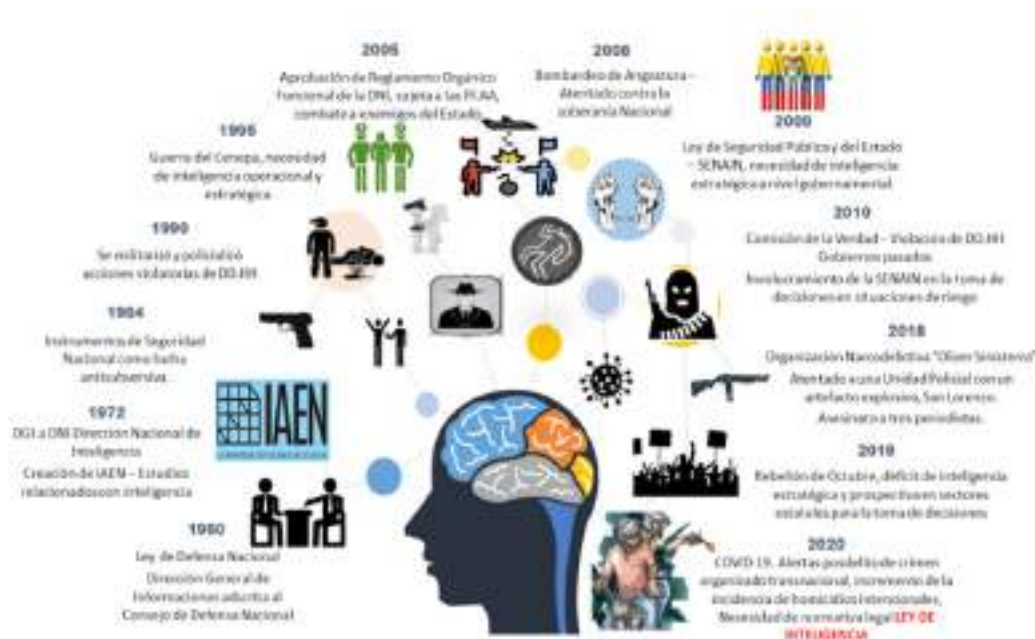 2008
Aprobación de Reglamento Orgánico
Funcional de la DNI, sujeta a las FF.AA,
combate a enemigos del Estado
2008
Bombardeo de Angostura –
Atentado contra la
soberanía Nacional
2009
Ley de Seguridad Pública y del Estado
– SENAIN, necesidad de inteligencia
estratégica a nivel gubernamental
1995
Guerra del Cenepa, necesidad
de inteligencia operacional y
estratégica
2010
Comisión de la Verdad – Violación de DD.HH
Gobiernos pasados
Involucramiento de la SENAIN en la toma de
decisiones en situaciones de riesgo
1990
Se militarizó y policializó
acciones violatorias de DD.HH
1984
Instrumentos de Seguridad
Nacional como lucha
antisubversiva
2018
Organización Narcodelictiva "Oliver Sinisterra"
Atentado a una Unidad Policial con un
artefacto explosivo, San Lorenzo.
Asesinato a tres periodistas.
1972
DGI a DNI Dirección Nacional de
Inteligencia
Creación de IAEN – Estudios
relacionados con inteligencia
IAEN
2019
Rebelión de Octubre, déficit de inteligencia
estratégica y prospectiva en sectores
estatales para la toma de decisiones
1960
Ley de Defensa Nacional
Dirección General de
Informaciones adscrita al
Consejo de Defensa Nacional
2020
COVID 19. Alertas por delito de crimen
organizado transnacional, incremento de la
incidencia de homicidios intencionales,
Necesidad de normativa legal LEY DE
INTELIGENCIA